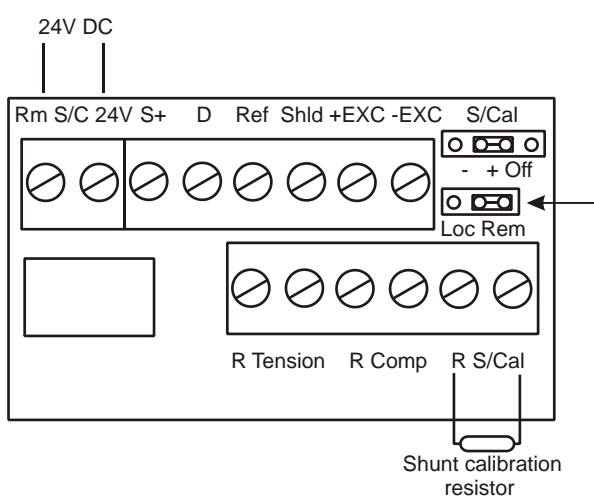 24V DC
Rm S/C 24V S+ D Ref Shld +EXC -EXC S/Cal
- + Off
Loc Rem
R Tension R Comp R S/Cal
Shunt calibration
resistor